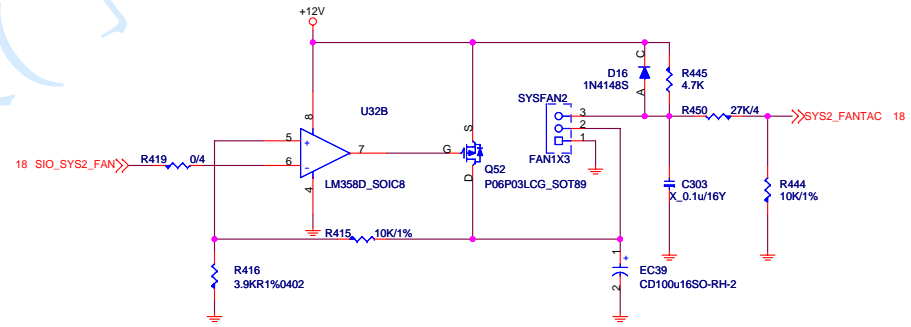 +12V
C
D16
1N4148S
A
R445
4.7K
U32B
8
SYSFAN2
3
2
1
FAN1X3
R450
27K/4
SYS2_FANTAC 18
5
+
6
-
7
4
LM358D_SOIC8
18 SIO_SYS2_FAN
R419
0/4
S
G
D
Q52
P06P03LCG_SOT89
C303
X_0.1u/16Y
R444
10K/1%
R415
10K/1%
R416
3.9KR1%0402
1
+
2
EC39
CD100u16SO-RH-2